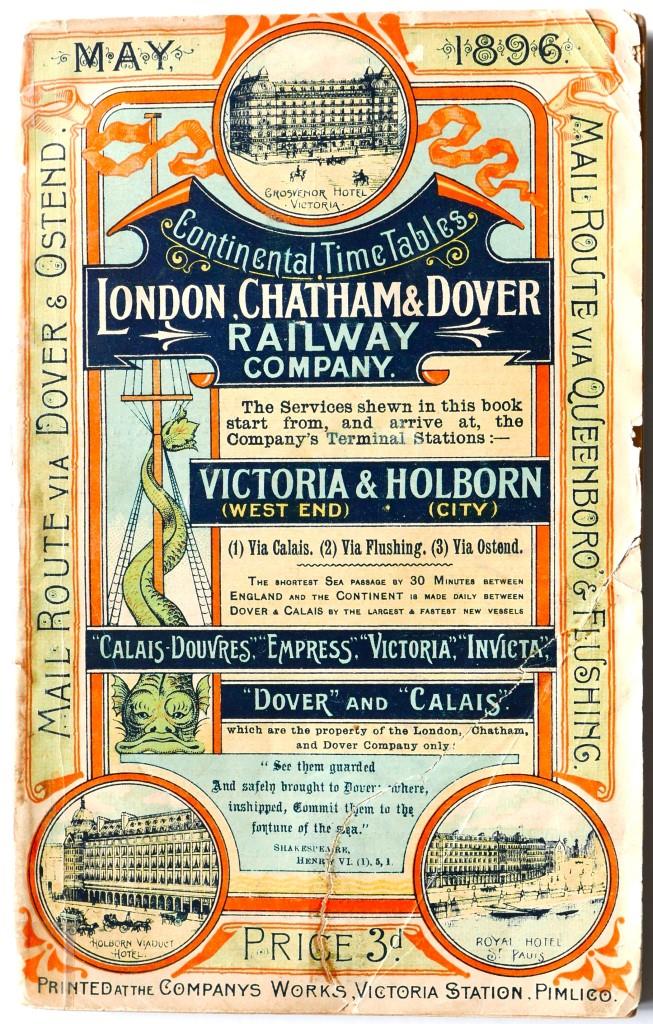 MAY, 1896.
GROSVENOR HOTEL
VICTORIA.
Continental Time Tables.
LONDON, CHATHAM & DOVER
RAILWAY
COMPANY.
MAIL ROUTE VIA DOVER & OSTEND.
MAIL ROUTE VIA QUEENBORO' & FLUSHING.
The Services shewn in this book
start from, and arrive at, the
Company's Terminal Stations:—
VICTORIA & HOLBORN
(WEST END) • (CITY)
(1) Via Calais. (2) Via Flushing. (3) Via Ostend.
THE SHORTEST SEA PASSAGE BY 30 MINUTES BETWEEN
ENGLAND AND THE CONTINENT IS MADE DAILY BETWEEN
DOVER & CALAIS BY THE LARGEST & FASTEST NEW VESSELS
"CALAIS-DOUVRES," "EMPRESS," "VICTORIA," "INVICTA,"
"DOVER" AND "CALAIS".
which are the property of the London, Chatham,
and Dover Company only:
"See them guarded
And safely brought to Dover; where,
inshipped, Commit them to the
fortune of the sea."
SHAKESPEARE,
HENRY VI. (1), 5, 1.
HOLBORN VIADUCT
HOTEL.
ROYAL HOTEL
ST PAULS
PRICE 3d.
PRINTED AT THE COMPANYS WORKS, VICTORIA STATION, PIMLICO.